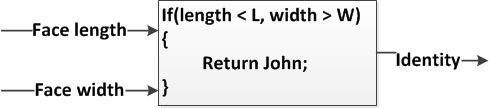 Face length
Face width
If(length < L, width > W)
{
Return John;
}
Identity